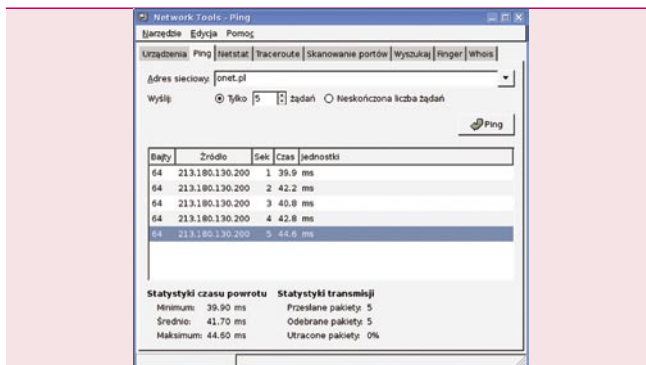 Network Tools - Ping
Narzędzie Edycja Pomoc
Urządzenia Ping Netstat Traceroute Skanowanie portów Wyszukaj Finger Whois
Adres sieciowy: onet.pl
Wyślij: Tylko 5 żądań Nieskończona liczba żądań
Ping
Bajty Źródło Sek Czas Jednostki
64 213.180.130.200 1 39.9 ms
64 213.180.130.200 2 42.2 ms
64 213.180.130.200 3 40.8 ms
64 213.180.130.200 4 42.8 ms
64 213.180.130.200 5 44.6 ms
Statystyki czasu powrotu Statystyki transmisji
Minimum: 39.90 ms Przesłane pakiety: 5
Średnio: 41.70 ms Odebrane pakiety: 5
Maksimum: 44.60 ms Utracone pakiety: 0%